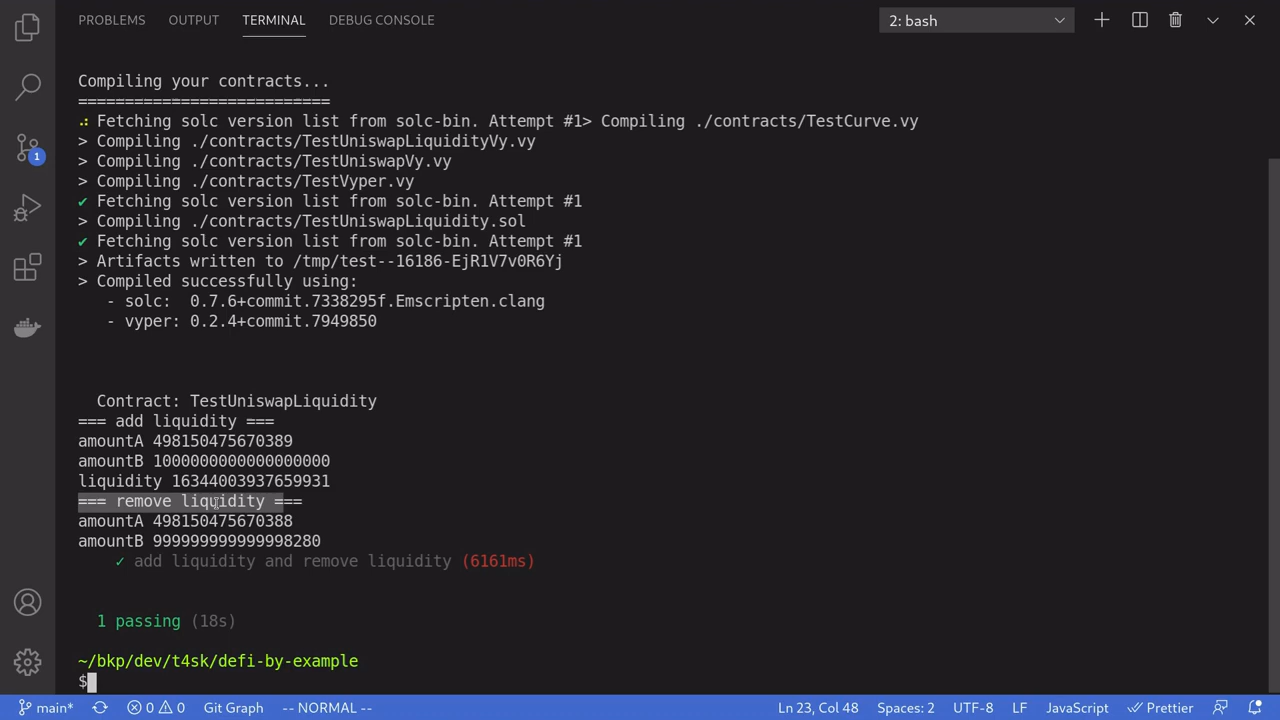 PROBLEMS OUTPUT TERMINAL DEBUG CONSOLE 2: bash
Compiling your contracts...
===========================
⠴ Fetching solc version list from solc-bin. Attempt #1> Compiling ./contracts/TestCurve.vy
> Compiling ./contracts/TestUniswapLiquidityVy.vy
> Compiling ./contracts/TestUniswapVy.vy
> Compiling ./contracts/TestVyper.vy
✔ Fetching solc version list from solc-bin. Attempt #1
> Compiling ./contracts/TestUniswapLiquidity.sol
✔ Fetching solc version list from solc-bin. Attempt #1
> Artifacts written to /tmp/test--16186-EjR1V7v0R6Yj
> Compiled successfully using:
- solc: 0.7.6+commit.7338295f.Emscripten.clang
- vyper: 0.2.4+commit.7949850
Contract: TestUniswapLiquidity
=== add liquidity ===
amountA 498150475670389
amountB 1000000000000000000
liquidity 16344003937659931
=== remove liquidity ===
amountA 498150475670388
amountB 999999999999998280
✓ add liquidity and remove liquidity (6161ms)
1 passing (18s)
~/bkp/dev/t4sk/defi-by-example
$
1
main* 0 0 Git Graph -- NORMAL -- Ln 23, Col 48 Spaces: 2 UTF-8 LF JavaScript Prettier